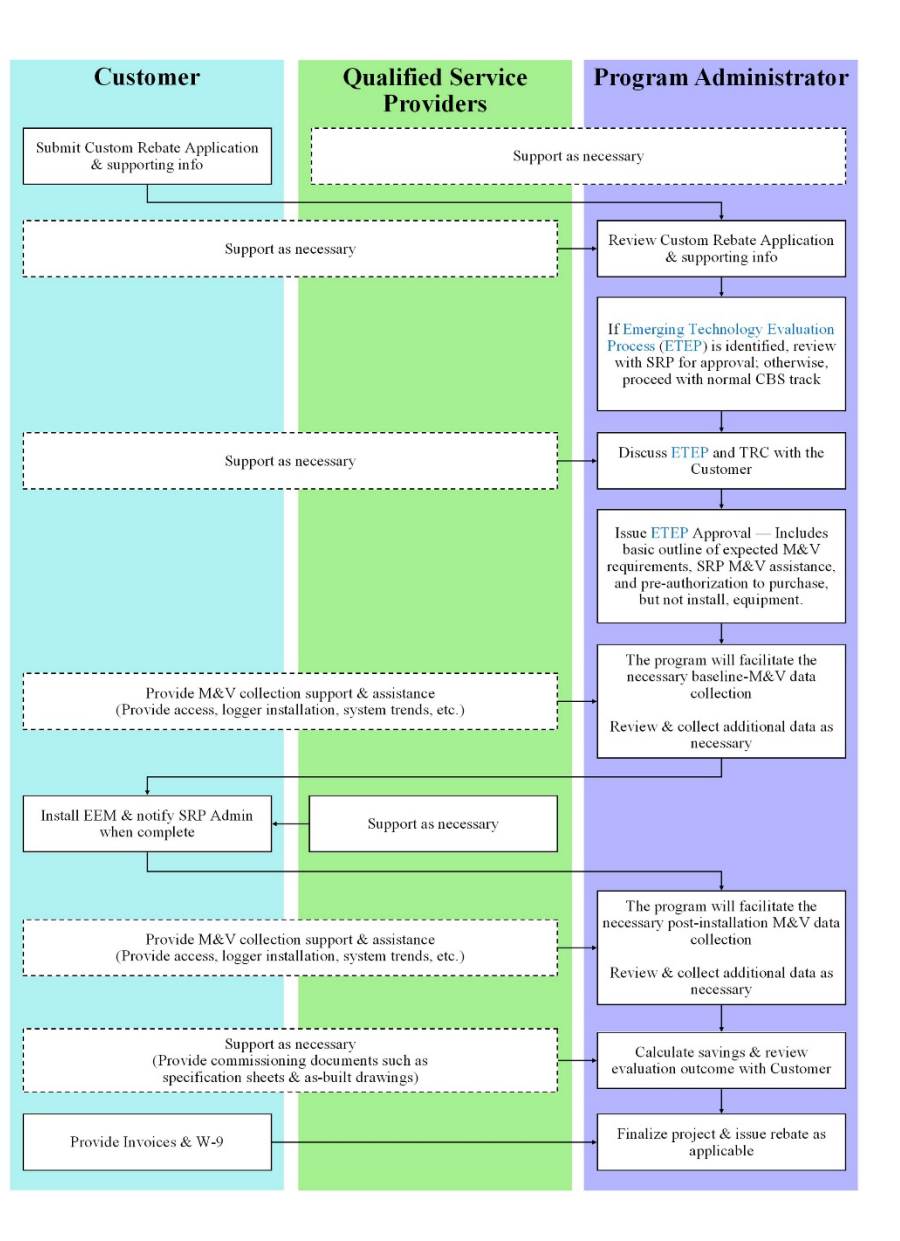 Customer
Qualified Service
Providers
Program Administrator
Submit Custom Rebate Application
& supporting info
Support as necessary
Support as necessary
Review Custom Rebate Application
& supporting info
If Emerging Technology Evaluation
Process (ETEP) is identified, review
with SRP for approval; otherwise,
proceed with normal CBS track
Support as necessary
Discuss ETEP and TRC with the
Customer
Issue ETEP Approval — Includes
basic outline of expected M&V
requirements, SRP M&V assistance,
and pre-authorization to purchase,
but not install, equipment.
Provide M&V collection support & assistance
(Provide access, logger installation, system trends, etc.)
The program will facilitate the
necessary baseline-M&V data
collection
Review & collect additional data as
necessary
Install EEM & notify SRP Admin
when complete
Support as necessary
Provide M&V collection support & assistance
(Provide access, logger installation, system trends, etc.)
The program will facilitate the
necessary post-installation M&V data
collection
Review & collect additional data as
necessary
Support as necessary
(Provide commissioning documents such as
specification sheets & as-built drawings)
Calculate savings & review
evaluation outcome with Customer
Provide Invoices & W-9
Finalize project & issue rebate as
applicable